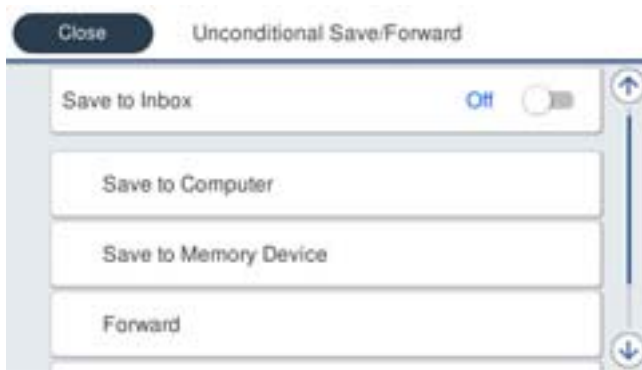 Close
Unconditional Save/Forward
Save to Inbox
Off
Save to Computer
Save to Memory Device
Forward